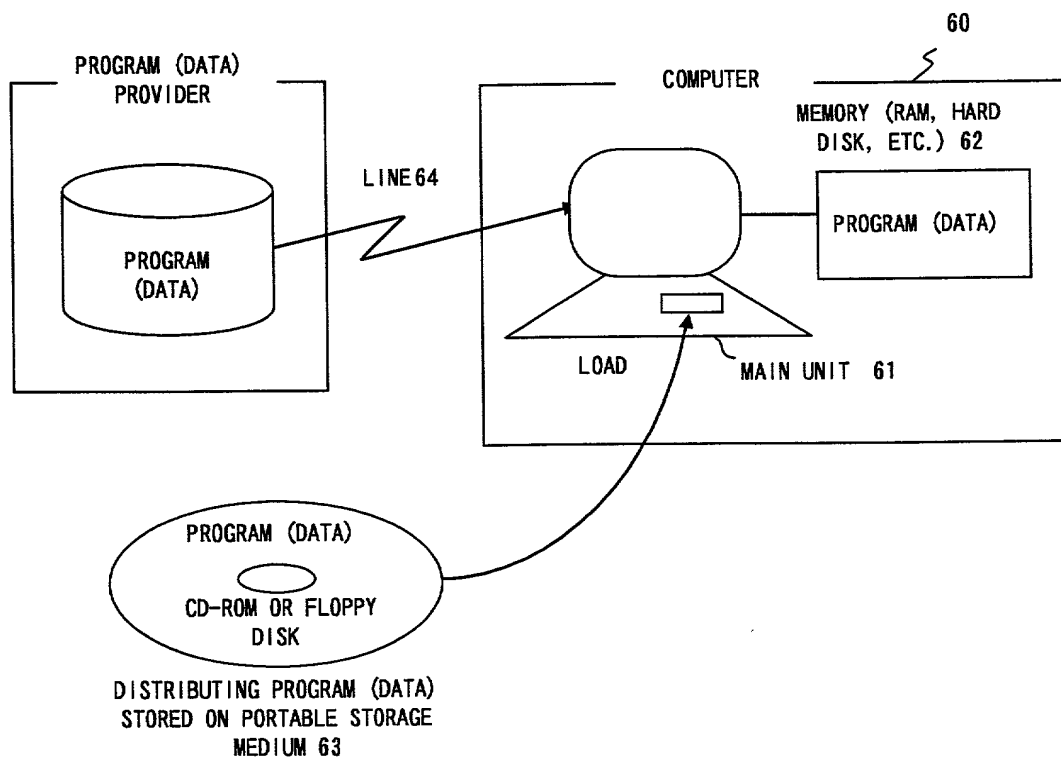 60
PROGRAM (DATA)
PROVIDER
COMPUTER
MEMORY (RAM, HARD
DISK, ETC.) 62
LINE 64
PROGRAM (DATA)
PROGRAM
(DATA)
LOAD
MAIN UNIT 61
PROGRAM (DATA)
CD-ROM OR FLOPPY
DISK
DISTRIBUTING PROGRAM (DATA)
STORED ON PORTABLE STORAGE
MEDIUM 63